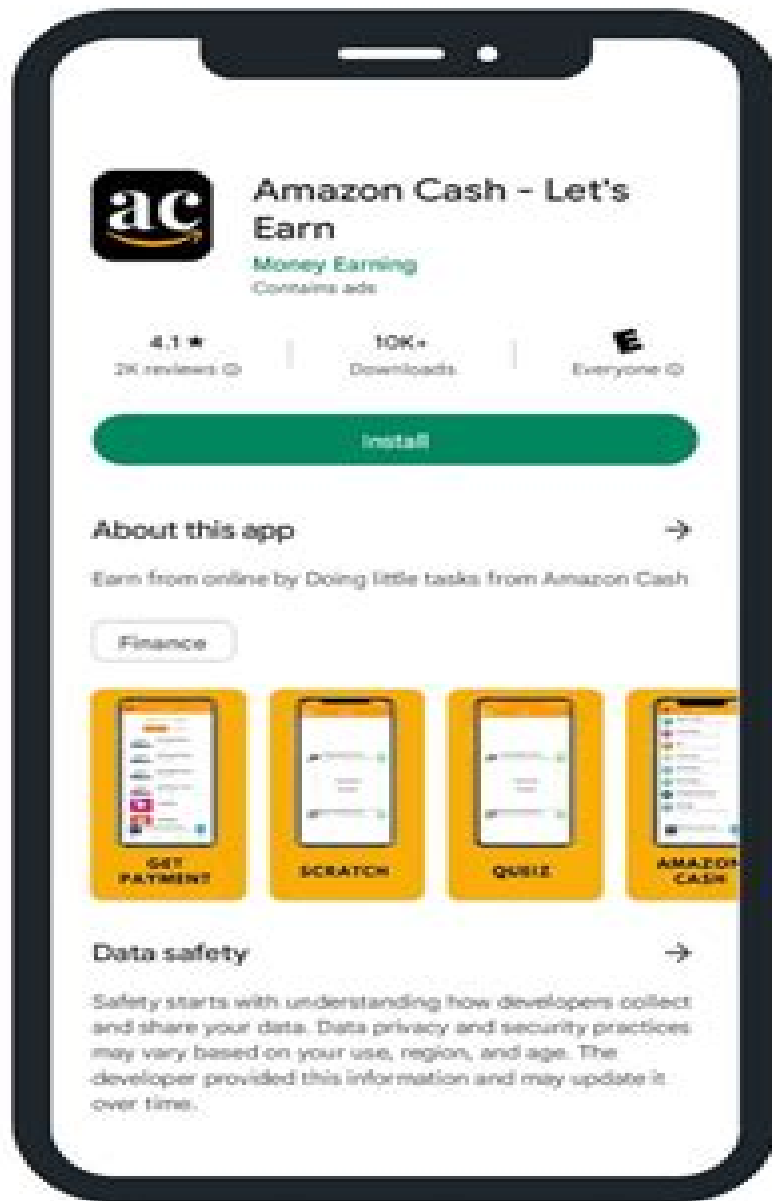 ac
Amazon Cash - Let's
Earn
Money Earning
Contains ads
4.1 ★
10K+
E
2K reviews
Downloads
Everyone
Install
About this app
Earn from online by Doing little tasks from Amazon Cash
Finance
GET
PAYMENT
SCRATCH
QUEIZ
AMAZON
CASH
Data safety
Safety starts with understanding how developers collect
and share your data. Data privacy and security practices
may vary based on your use, region, and age. The
developer provided this information and may update it
over time.